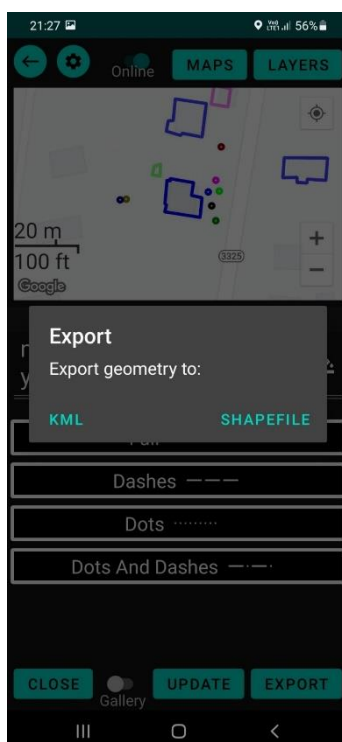 21:27 56%
Online MAPS LAYERS
20 m
100 ft
3325
Google
Export
Export geometry to:
KML SHAPEFILE
Dashes
Dots
Dots And Dashes
CLOSE Gallery UPDATE EXPORT